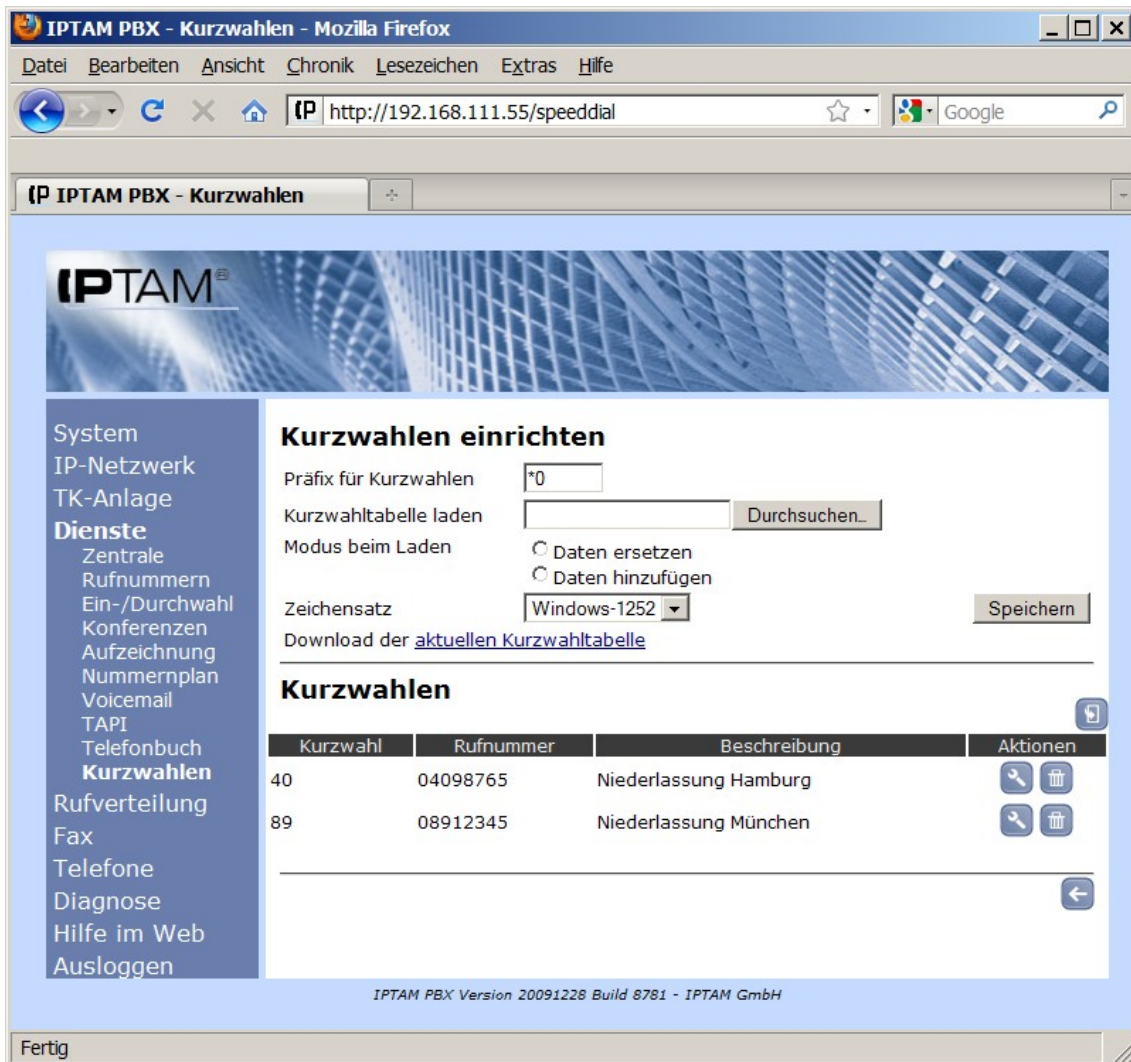 IPTAM PBX - Kurzwahlen - Mozilla Firefox
Datei Bearbeiten Ansicht Chronik Lesezeichen Extras Hilfe
(P http://192.168.111.55/speeddial Google
(P IPTAM PBX - Kurzwahlen
IPTAM®
System
IP-Netzwerk
TK-Anlage
Dienste
Zentrale
Rufnummern
Ein-/Durchwahl
Konferenzen
Aufzeichnung
Nummernplan
Voicemail
TAPI
Telefonbuch
Kurzwahlen
Rufverteilung
Fax
Telefone
Diagnose
Hilfe im Web
Ausloggen
Kurzwahlen einrichten
Präfix für Kurzwahlen *0
Kurzwahltabelle laden Durchsuchen...
Modus beim Laden Daten ersetzen
Daten hinzufügen
Zeichensatz Windows-1252 Speichern
Download der aktuellen Kurzwahltabelle
Kurzwahlen
Kurzwahl Rufnummer Beschreibung Aktionen
40 04098765 Niederlassung Hamburg
89 08912345 Niederlassung München
IPTAM PBX Version 20091228 Build 8781 - IPTAM GmbH
Fertig